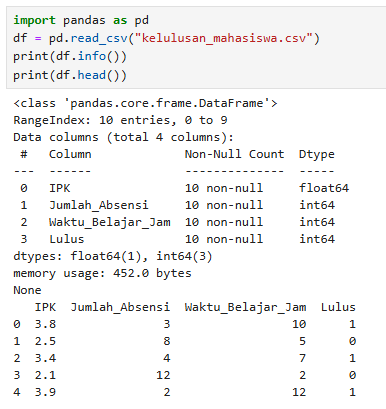 import pandas as pd
df = pd.read_csv("kelulusan_mahasiswa.csv")
print(df.info())
print(df.head())
<class 'pandas.core.frame.DataFrame'>
RangeIndex: 10 entries, 0 to 9
Data columns (total 4 columns):
 #   Column             Non-Null Count  Dtype
---  ------             --------------  -----
 0   IPK                10 non-null     float64
 1   Jumlah_Absensi     10 non-null     int64
 2   Waktu_Belajar_Jam  10 non-null     int64
 3   Lulus              10 non-null     int64
dtypes: float64(1), int64(3)
memory usage: 452.0 bytes
None
   IPK  Jumlah_Absensi  Waktu_Belajar_Jam  Lulus
0  3.8               3                 10      1
1  2.5               8                  5      0
2  3.4               4                  7      1
3  2.1              12                  2      0
4  3.9               2                 12      1